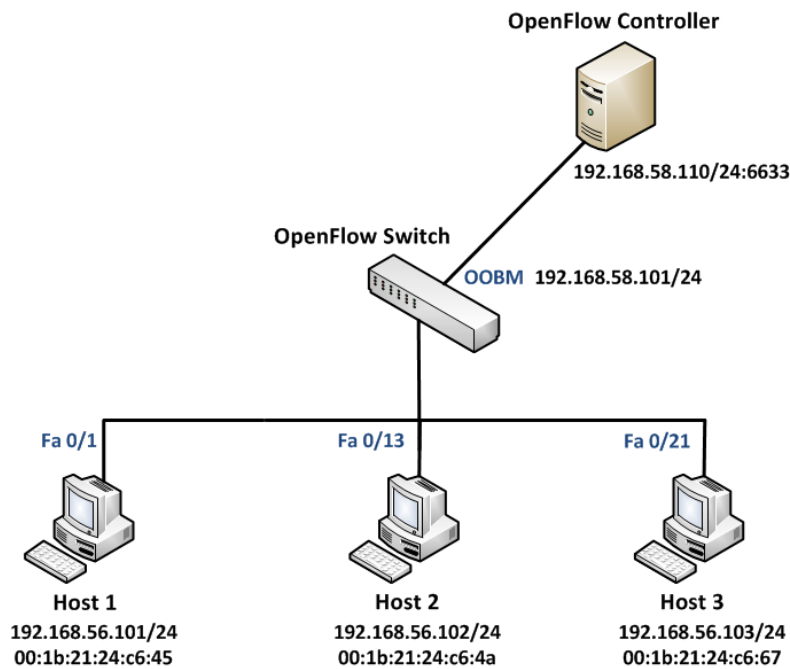 OpenFlow Controller
192.168.58.110/24:6633
OpenFlow Switch
OOBM 192.168.58.101/24
Fa 0/1
Fa 0/13
Fa 0/21
Host 1
192.168.56.101/24
00:1b:21:24:c6:45
Host 2
192.168.56.102/24
00:1b:21:24:c6:4a
Host 3
192.168.56.103/24
00:1b:21:24:c6:67